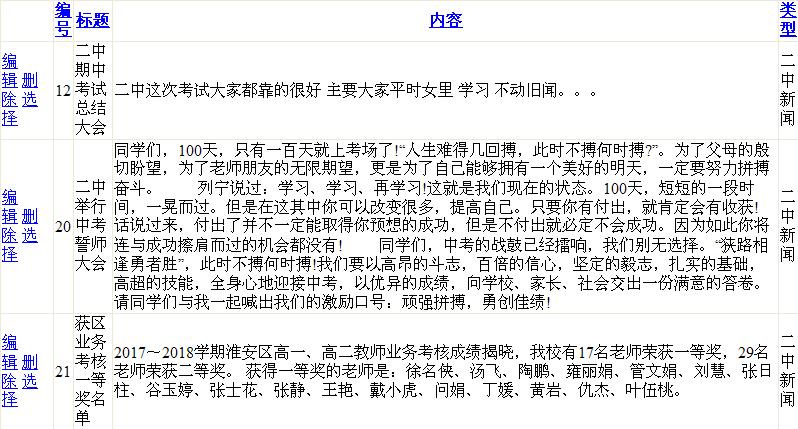 编号 标题 内容 类型
编辑 删除 选择
12
二中期中考试总结大会
二中这次考试大家都靠的很好 主要大家平时女里 学习 不动旧闻。。。
二中新闻
编辑 删除 选择
20
二中举行中考誓师大会
同学们，100天，只有一百天就上考场了!“人生难得几回搏，此时不搏何时搏?”。为了父母的殷
切盼望，为了老师朋友的无限期望，更是为了自己能够拥有一个美好的明天，一定要努力拼搏
奋斗。 列宁说过：学习、学习、再学习!这就是我们现在的状态。100天，短短的一段时
间，一晃而过。但是在这其中你可以改变很多，提高自己。只要你有付出，就肯定会有收获!
话说过来，付出了并不一定能取得你预想的成功，但是不付出就必定不会成功。因为如此你将
连与成功擦肩而过的机会都没有! 同学们，中考的战鼓已经擂响，我们别无选择。“狭路相
逢勇者胜”，此时不搏何时搏!我们要以高昂的斗志，百倍的信心，坚定的毅志，扎实的基础，
高超的技能，全身心地迎接中考，以优异的成绩，向学校、家长、社会交出一份满意的答卷。
请同学们与我一起喊出我们的激励口号：顽强拼搏，勇创佳绩!
二中新闻
编辑 删除 选择
21
获区业务考核一等奖名单
2017～2018学期淮安区高一、高二教师业务考核成绩揭晓，我校有17名老师荣获一等奖，29名
老师荣获二等奖。 获得一等奖的老师是：徐名侠、汤飞、陶鹏、雍丽娟、管文娟、刘慧、张日
柱、谷玉婷、张士花、张静、王艳、戴小虎、问娟、丁媛、黄岩、仇杰、叶伍桃。
二中新闻